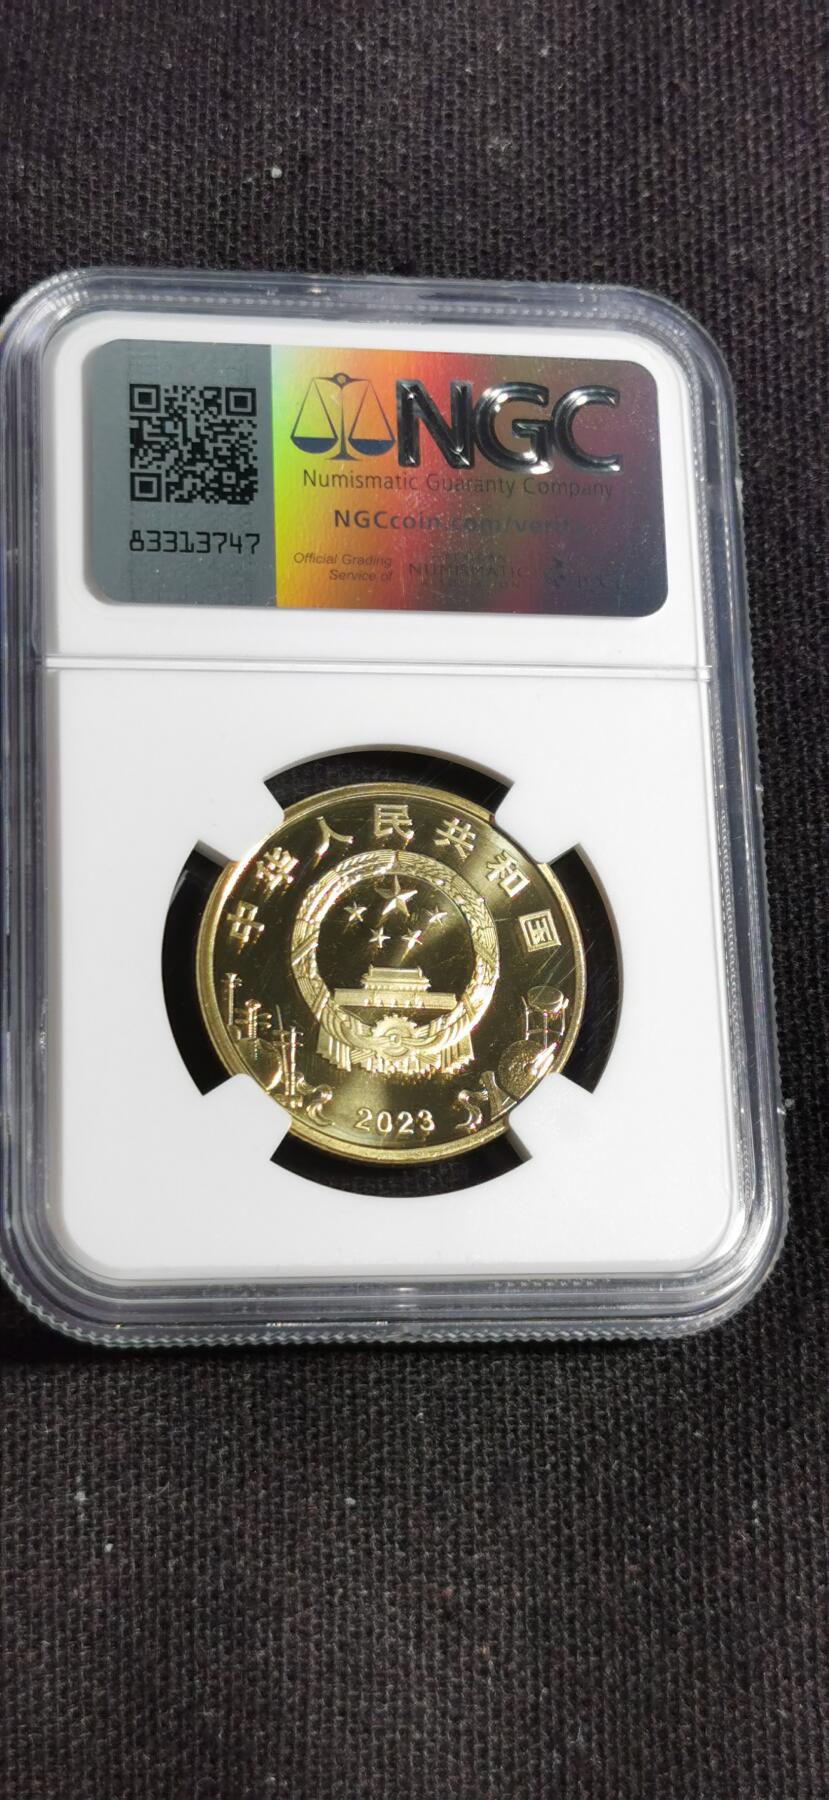 NGC
Numismatic Guaranty Company
NGCcoin.com/verify
83313747
Official Grading
Service of
NUMISMATIC
中华人民共和国
2023